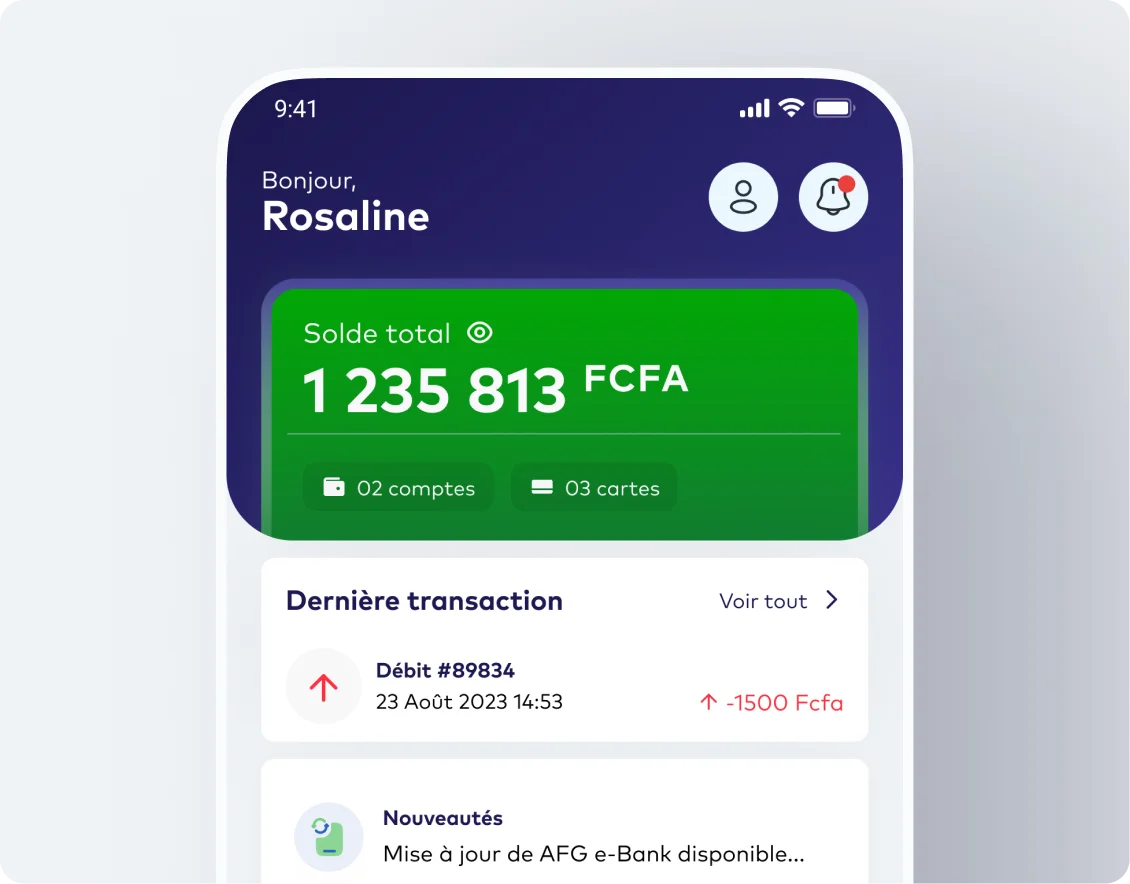 9:41
Bonjour,
Rosaline
Solde total
1 235 813 FCFA
02 comptes
03 cartes
Dernière transaction
Voir tout
Débit #89834
23 Août 2023 14:53
-1500 Fcfa
Nouveautés
Mise à jour de AFG e-Bank disponible...